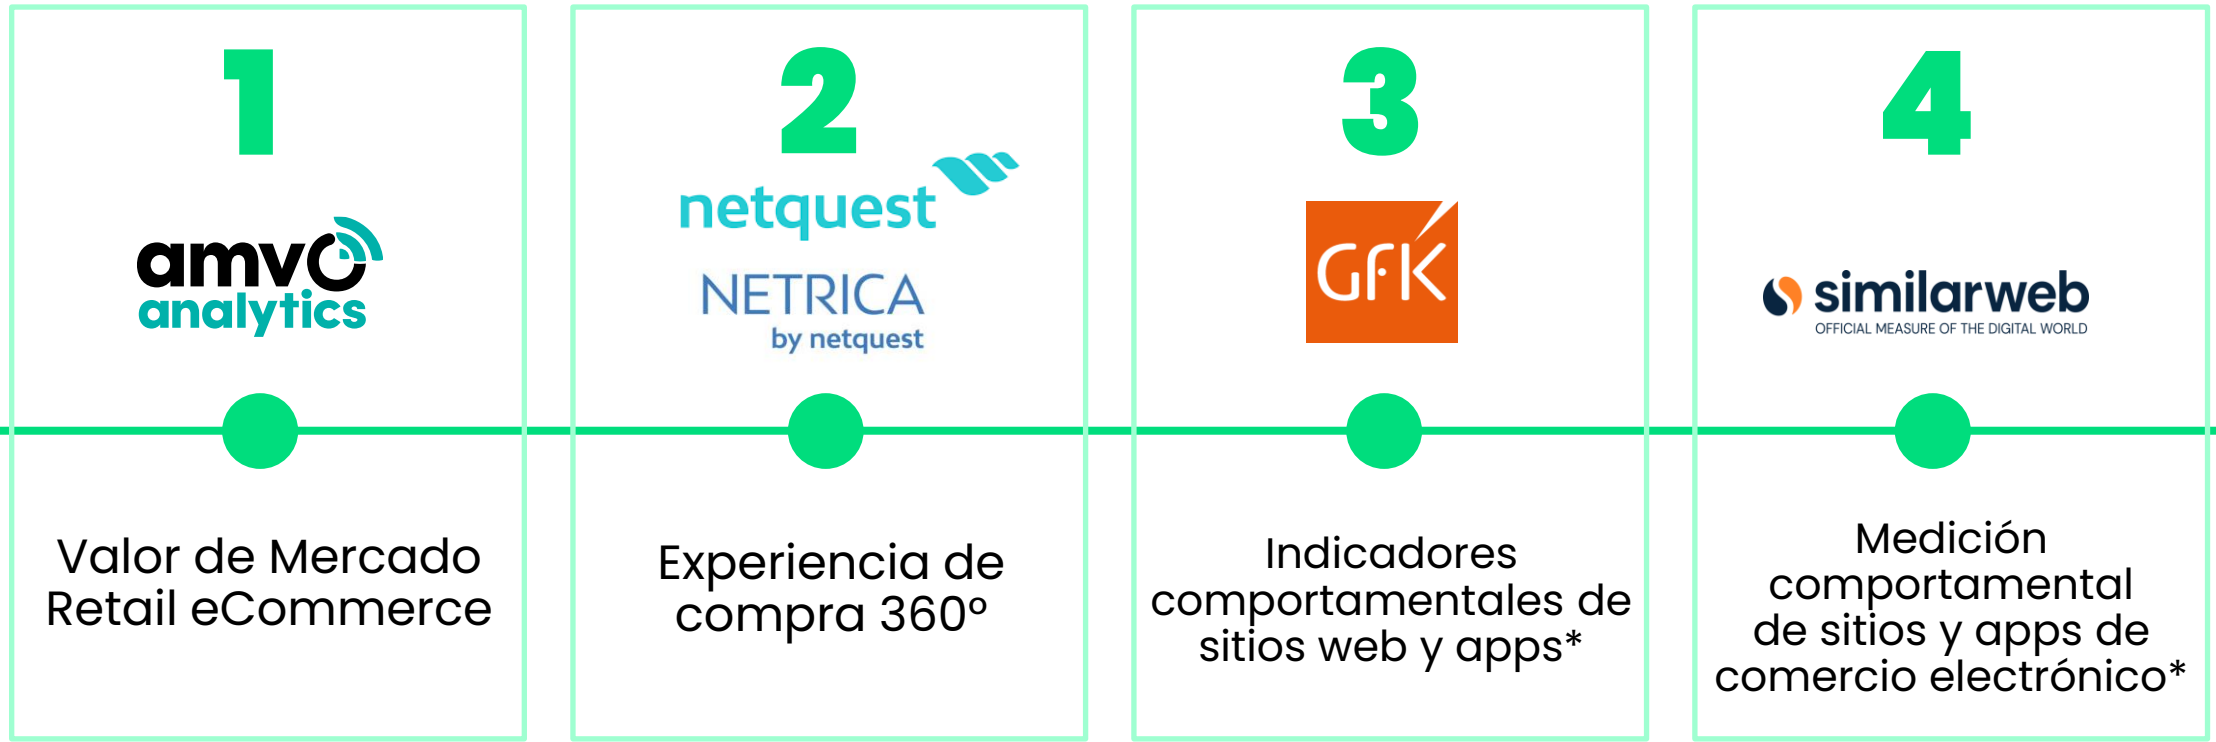 1
amvo
analytics
Valor de Mercado
Retail eCommerce
2
netquest
NETRICA
by netquest
Experiencia de
compra 360º
3
GFK
Indicadores
comportamentales de
sitios web y apps*
4
similarweb
OFFICIAL MEASURE OF THE DIGITAL WORLD
Medición
comportamental
de sitios y apps de
comercio electrónico*